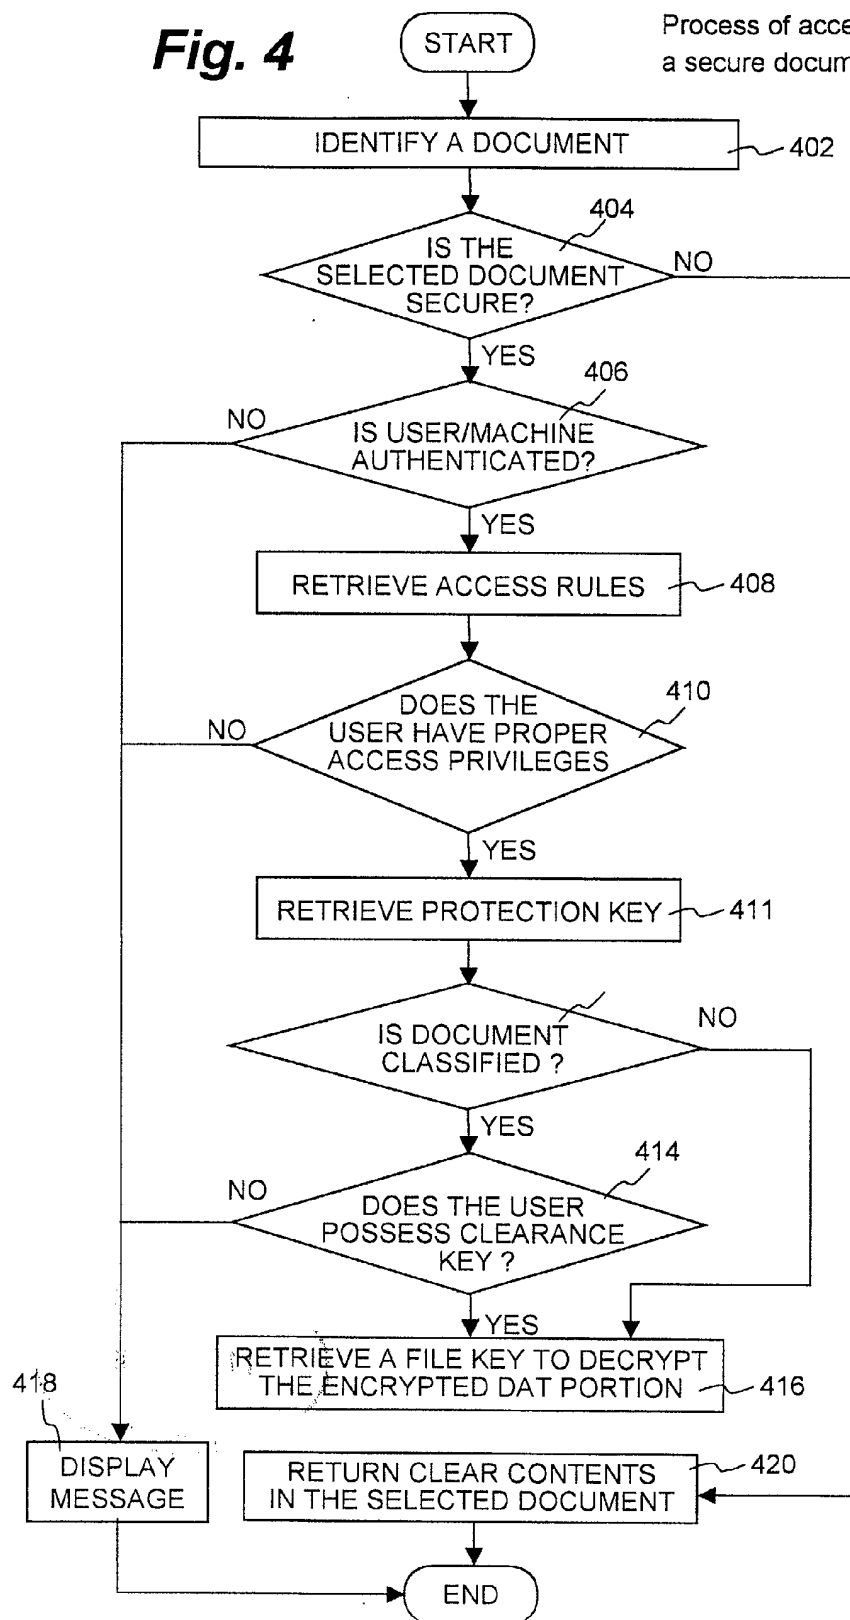 Fig. 4
START
Process of acce
a secure docum
IDENTIFY A DOCUMENT
402
404
IS THE
SELECTED DOCUMENT
SECURE?
NO
YES
406
NO
IS USER/MACHINE
AUTHENTICATED?
YES
RETRIEVE ACCESS RULES
408
DOES THE
USER HAVE PROPER
ACCESS PRIVILEGES
410
NO
YES
RETRIEVE PROTECTION KEY
411
IS DOCUMENT
CLASSIFIED ?
NO
YES
414
NO
DOES THE USER
POSSESS CLEARANCE
KEY ?
YES
RETRIEVE A FILE KEY TO DECRYPT
THE ENCRYPTED DAT PORTION
416
418
DISPLAY
MESSAGE
RETURN CLEAR CONTENTS
IN THE SELECTED DOCUMENT
420
END